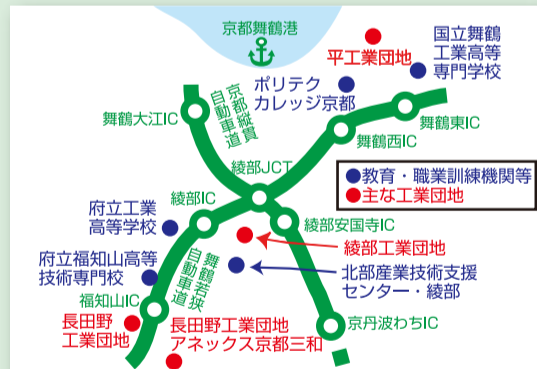 京都舞鶴港
平工業団地
国立舞鶴
工業高等
専門学校
ポリテク
カレッジ京都
京都縦貫
自動車道
舞鶴大江IC
舞鶴東IC
舞鶴西IC
綾部JCT
●教育・職業訓練機関等
●主な工業団地
綾部IC
府立工業
高等学校
綾部安国寺IC
綾部工業団地
舞鶴若狭
自動車道
府立福知山高等
技術専門校
北部産業技術支援
センター・綾部
福知山IC
長田野
工業団地
長田野工業団地
アネックス京都三和
京丹波わちIC